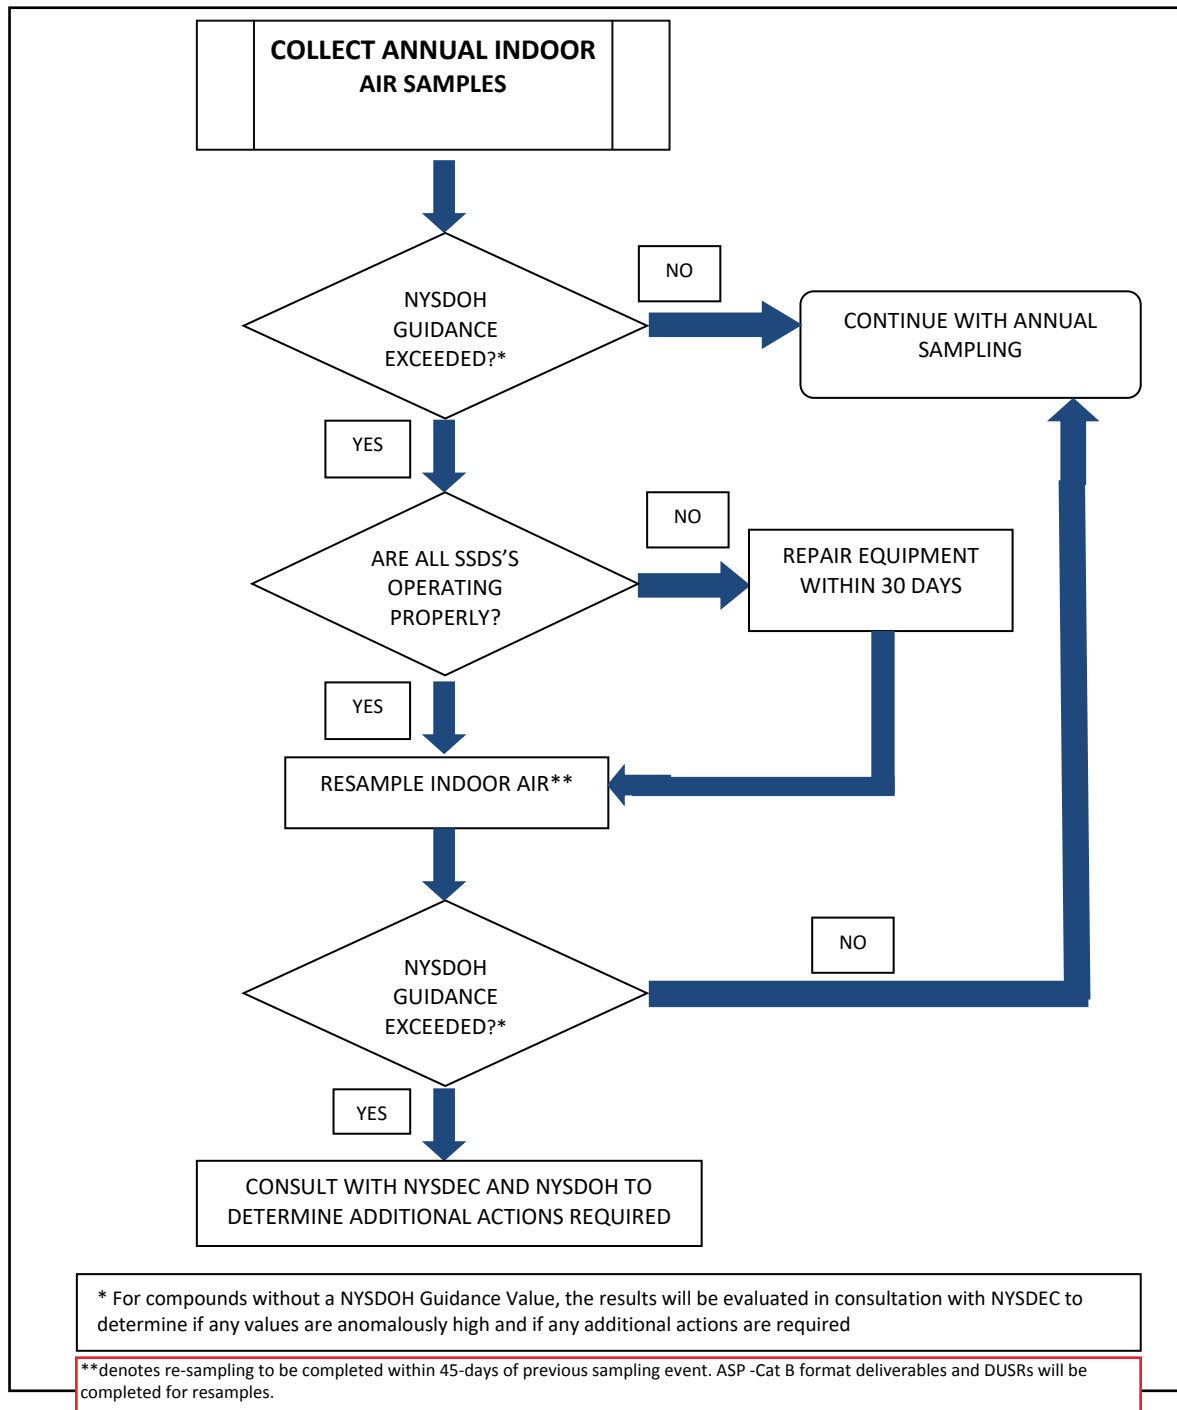 COLLECT ANNUAL INDOOR
AIR SAMPLES
NYSDOH
GUIDANCE
EXCEEDED?*
NO
CONTINUE WITH ANNUAL
SAMPLING
YES
ARE ALL SSDS’S
OPERATING
PROPERLY?
NO
REPAIR EQUIPMENT
WITHIN 30 DAYS
YES
RESAMPLE INDOOR AIR**
NYSDOH
GUIDANCE
EXCEEDED?*
NO
YES
CONSULT WITH NYSDEC AND NYSDOH TO
DETERMINE ADDITIONAL ACTIONS REQUIRED
* For compounds without a NYSDOH Guidance Value, the results will be evaluated in consultation with NYSDEC to
determine if any values are anomalously high and if any additional actions are required
**denotes re-sampling to be completed within 45-days of previous sampling event. ASP -Cat B format deliverables and DUSRs will be
completed for resamples.